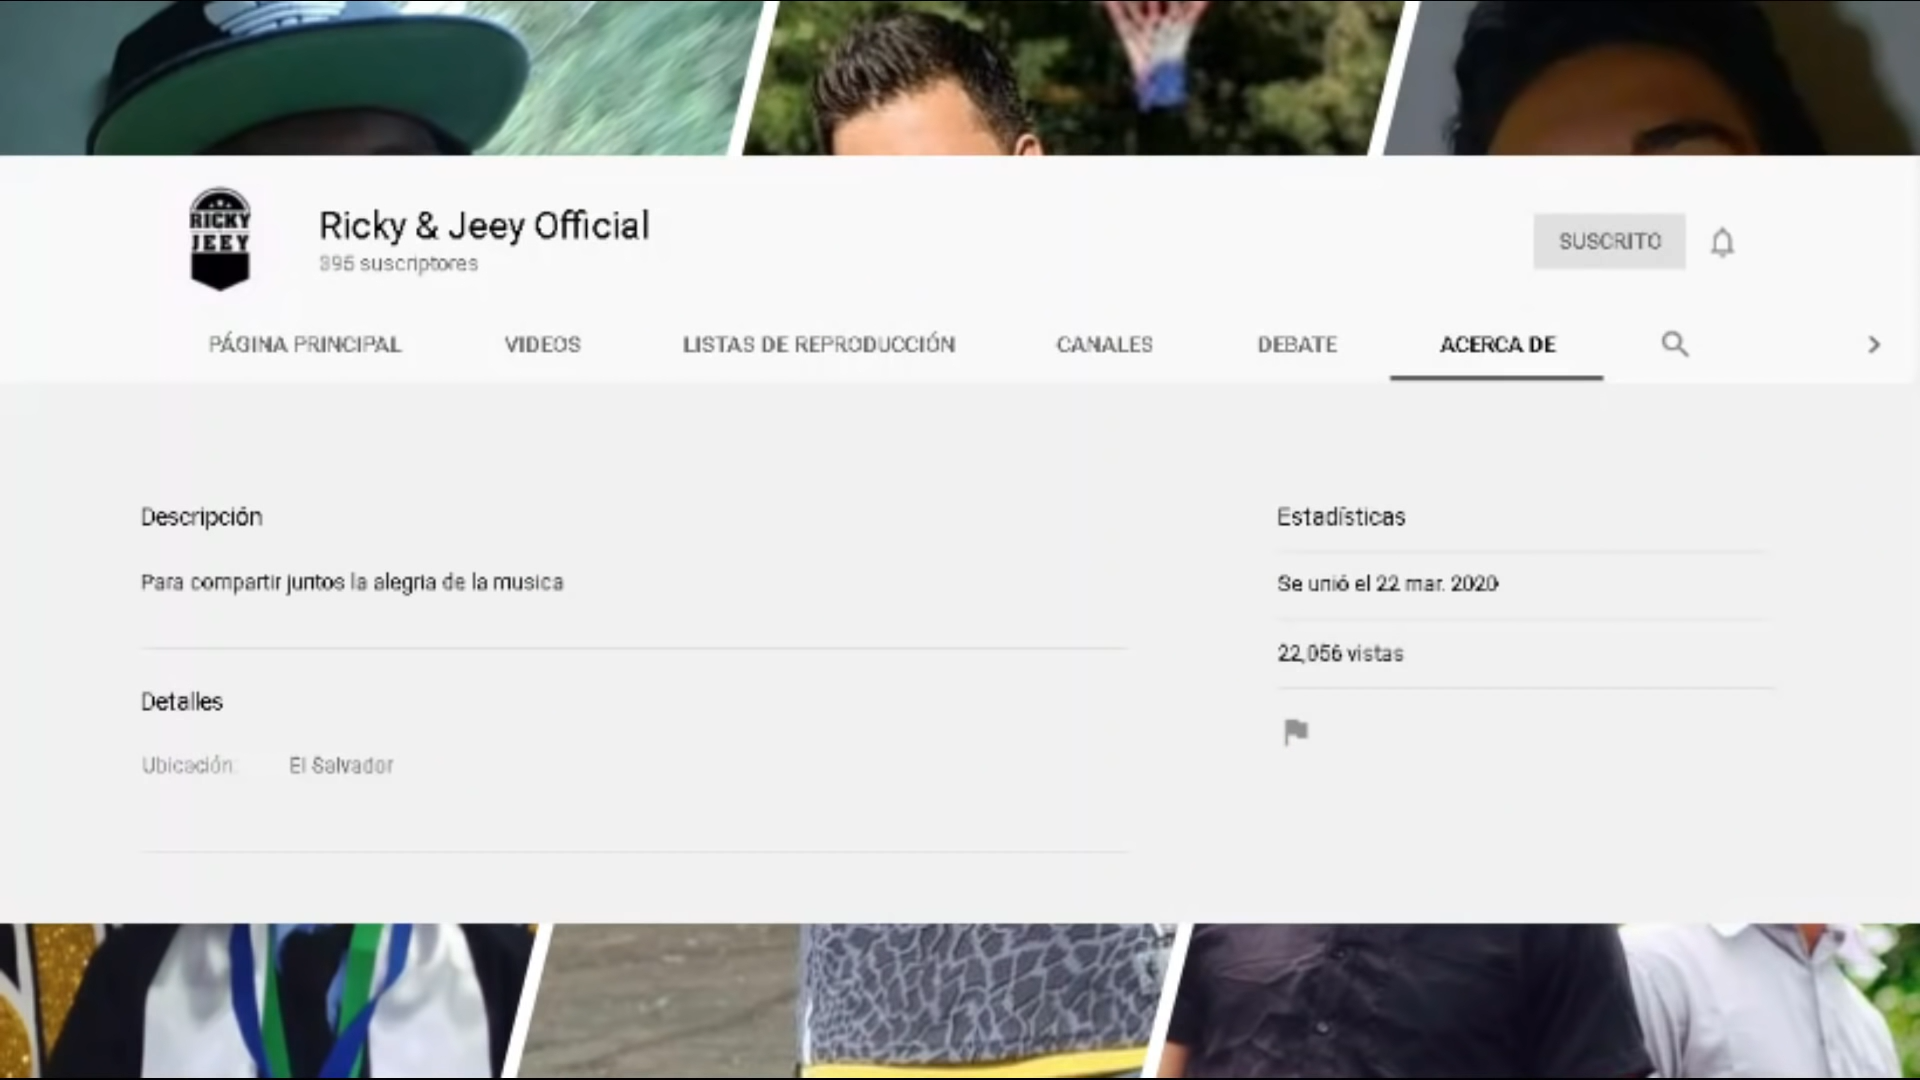 RICKY
JEEY
Ricky & Jeey Official
395 suscriptores
SUSCRITO
PÁGINA PRINCIPAL
VIDEOS
LISTAS DE REPRODUCCIÓN
CANALES
DEBATE
ACERCA DE
Descripción
Para compartir juntos la alegria de la musica
Detalles
Ubicación:
El Salvador
Estadísticas
Se unió el 22 mar. 2020
22,056 vistas